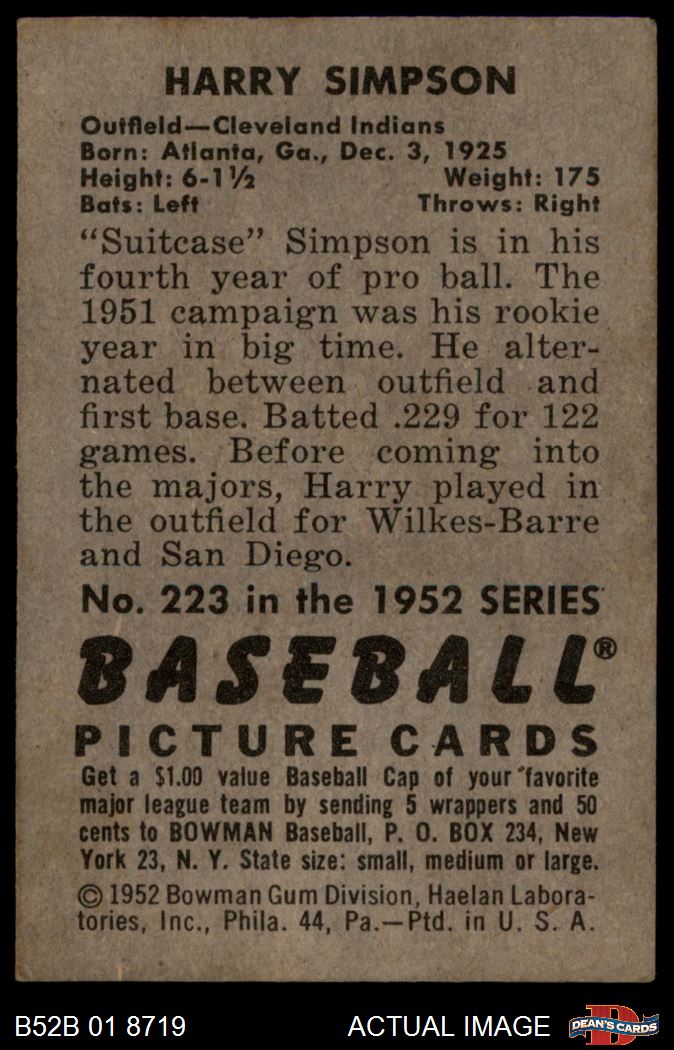 HARRY SIMPSON
Outfield—Cleveland Indians
Born: Atlanta, Ga., Dec. 3, 1925
Height: 6-1½ Weight: 175
Bats: Left Throws: Right
"Suitcase" Simpson is in his
fourth year of pro ball. The
1951 campaign was his rookie
year in big time. He alter-
nated between outfield and
first base. Batted .229 for 122
games. Before coming into
the majors, Harry played in
the outfield for Wilkes-Barre
and San Diego.
No. 223 in the 1952 SERIES
BASEBALL®
PICTURE CARDS
Get a $1.00 value Baseball Cap of your favorite
major league team by sending 5 wrappers and 50
cents to BOWMAN Baseball, P. O. BOX 234, New
York 23, N. Y. State size: small, medium or large.
© 1952 Bowman Gum Division, Haelan Labora-
tories, Inc., Phila. 44, Pa.—Ptd. in U. S. A.
B52B 01 8719 ACTUAL IMAGE D DEAN'S CARDS